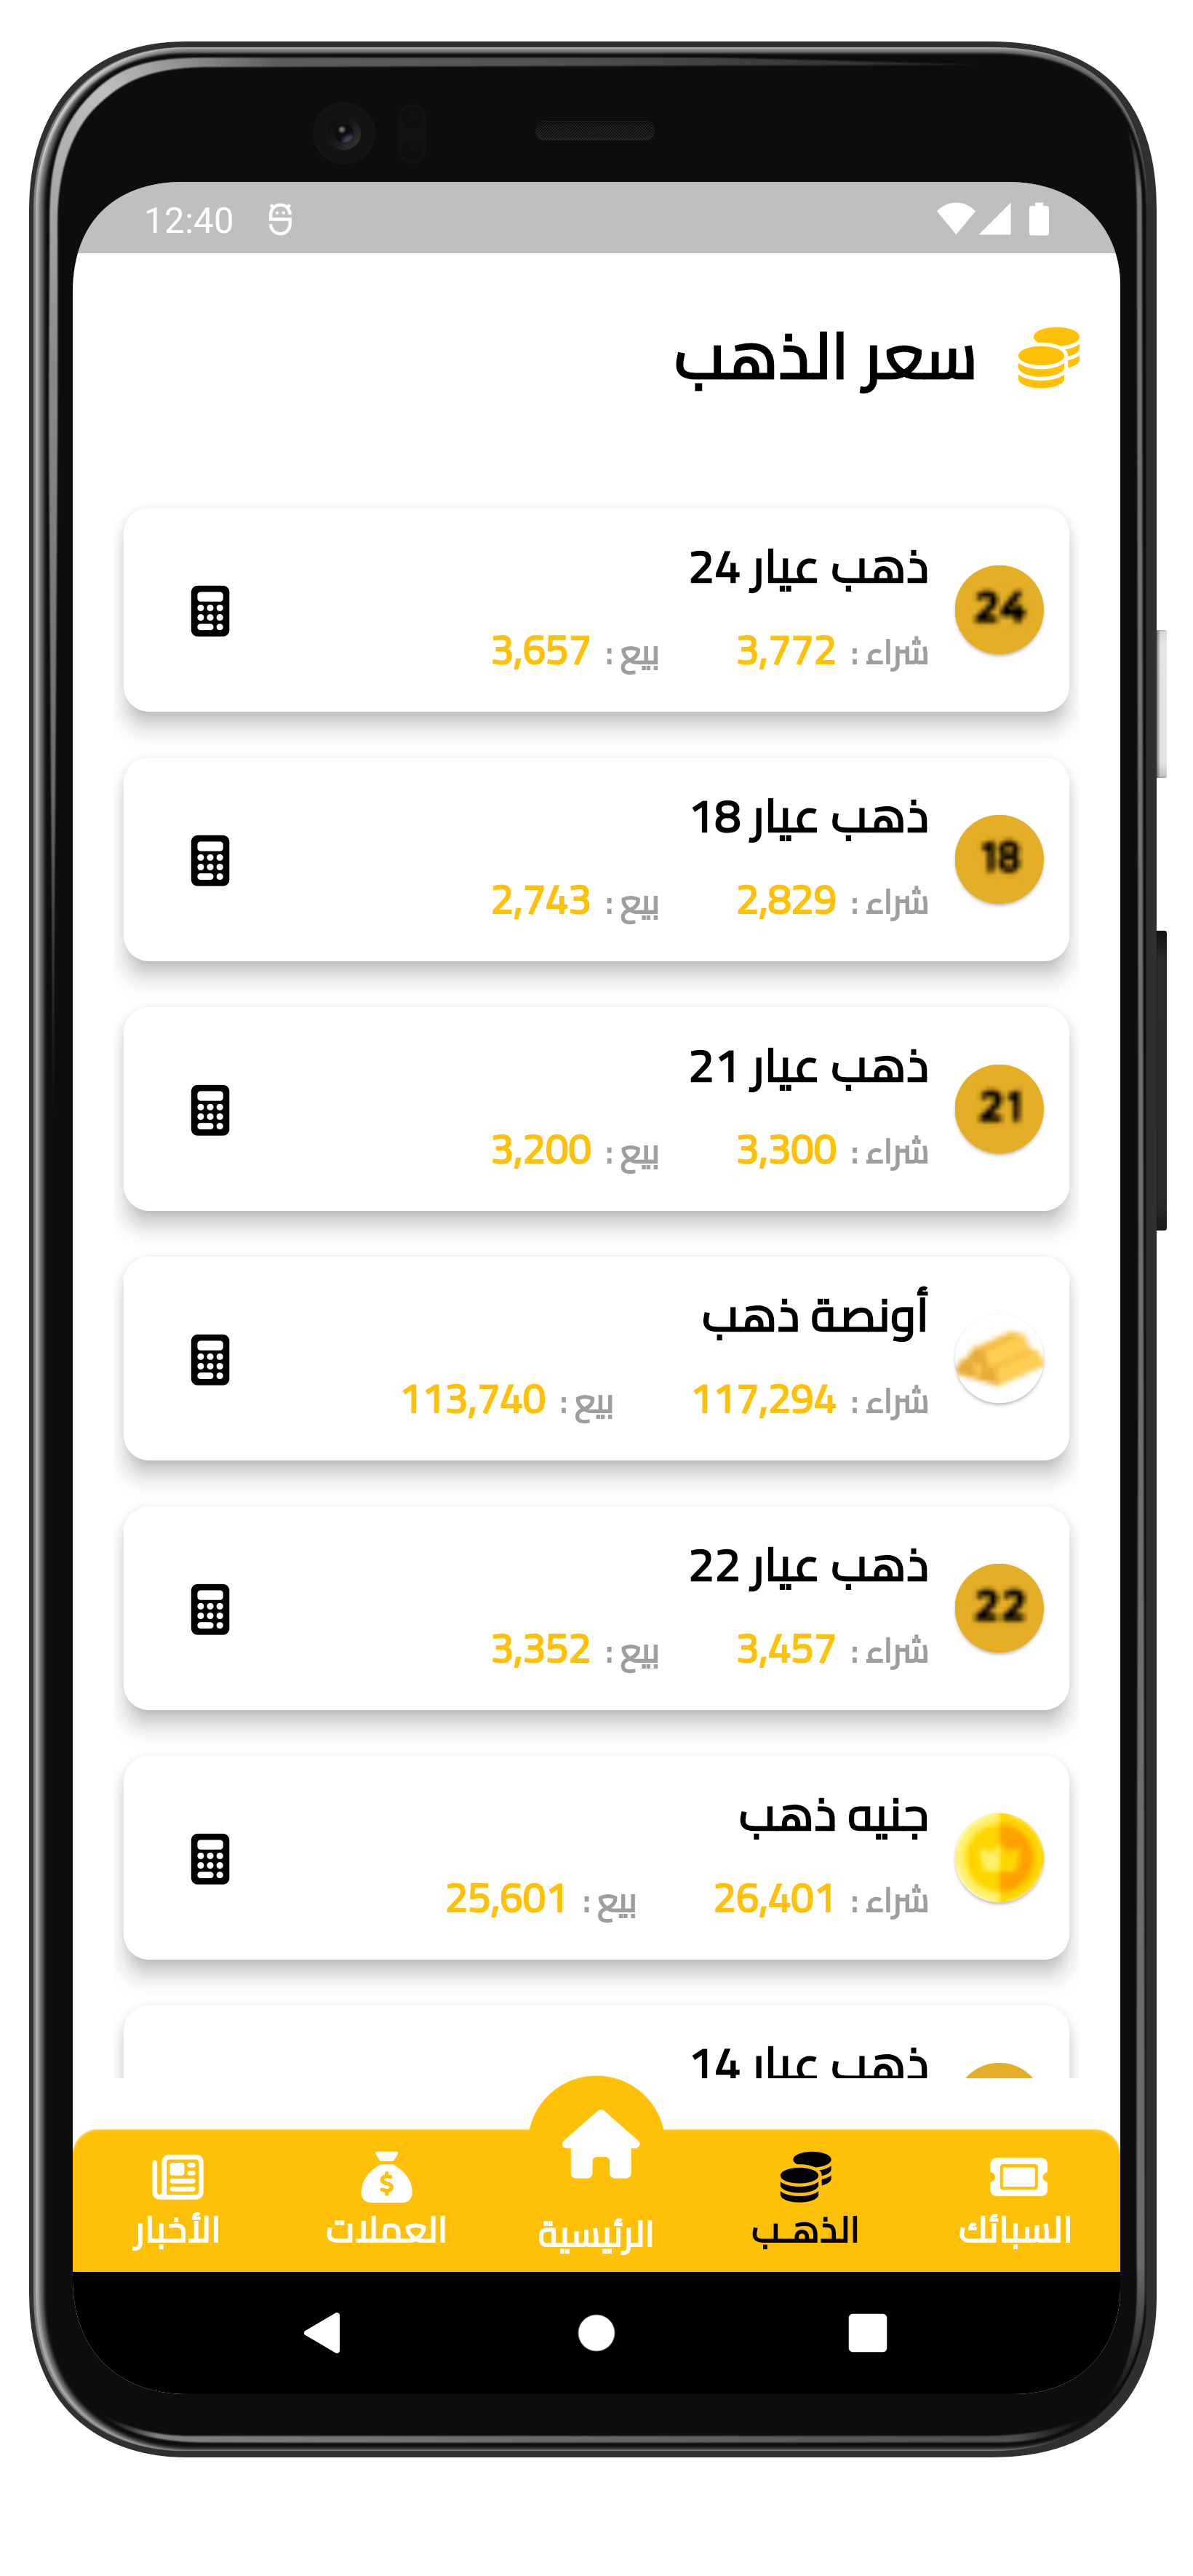 12:40
سعر الذهب
24
ذهب عيار 24
شراء : 3,772 بيع : 3,657
18
ذهب عيار 18
شراء : 2,829 بيع : 2,743
21
ذهب عيار 21
شراء : 3,300 بيع : 3,200
أونصة ذهب
شراء : 117,294 بيع : 113,740
22
ذهب عيار 22
شراء : 3,457 بيع : 3,352
جنيه ذهب
شراء : 26,401 بيع : 25,601
ذهب عيار 14
السبائك الذهـب الرئيسية العملات الأخبار